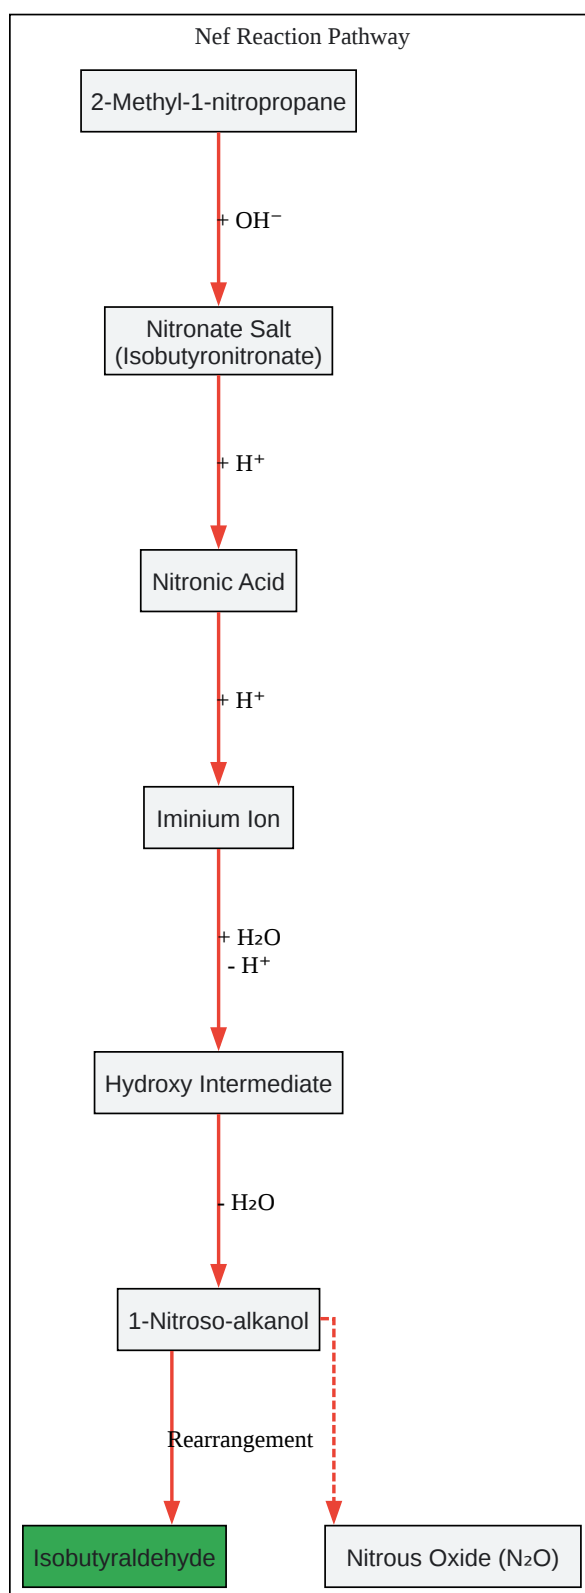 Nef Reaction Pathway
2-Methyl-1-nitropropane
+ OH⁻
Nitronate Salt
(Isobutyronitronate)
+ H⁺
Nitronic Acid
+ H⁺
Iminium Ion
+ H₂O
- H⁺
Hydroxy Intermediate
- H₂O
1-Nitroso-alkanol
Rearrangement
Isobutyraldehyde
Nitrous Oxide (N₂O)